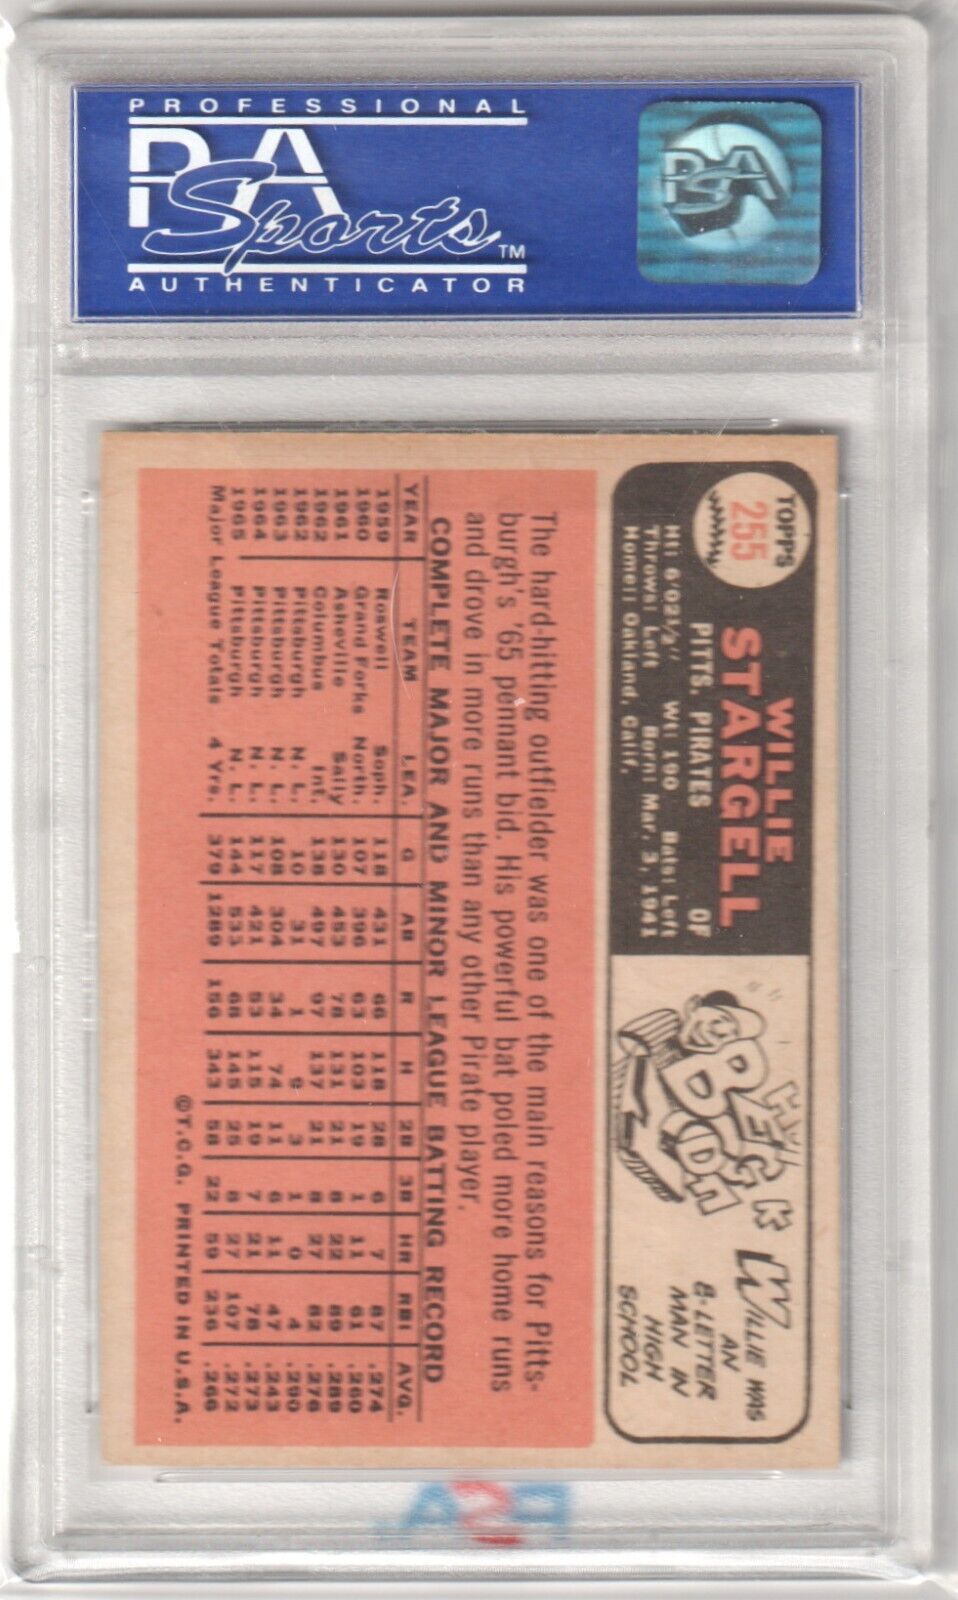 PROFESSIONAL
PSA
Sports™
AUTHENTICATOR
PSA
TOPPS
255
WILLIE
STARGELL
OF
PITTS. PIRATES
Ht: 6'02½" Wt: Bats: Left
Throws: Left Born: Mar. 3, 1941
Home: Oakland, Calif.
WILLIE WAS
AN
8-LETTER
MAN IN
HIGH
SCHOOL
The hard-hitting outfielder was one of the main reasons for Pitts-
burgh's '65 pennant bid. His powerful bat poled more home runs
and drove in more runs than any other Pirate player.
COMPLETE MAJOR AND MINOR LEAGUE BATTING RECORD
YEAR TEAM LEA. G AB R H 2B 3B HR RBI AVG.
1959 Roswell Soph. 118 431 66 118 28 6 7 87 .274
1960 Grand Forks North. 107 396 63 103 19 1 11 61 .260
1961 Asheville Sally 130 453 78 131 21 8 22 89 .289
1962 Columbus Int. 138 497 97 137 21 8 27 82 .276
1962 Pittsburgh N.L. 10 31 1 9 3 1 0 4 .290
1963 Pittsburgh N.L. 108 304 34 74 11 6 11 47 .243
1964 Pittsburgh N.L. 117 421 53 115 19 7 21 78 .273
1965 Pittsburgh N.L. 144 533 68 145 25 8 27 107 .272
Major League Totals 4 Yrs. 379 1289 156 343 58 22 59 236 .266
©T.C.G. PRINTED IN U.S.A.
PSA